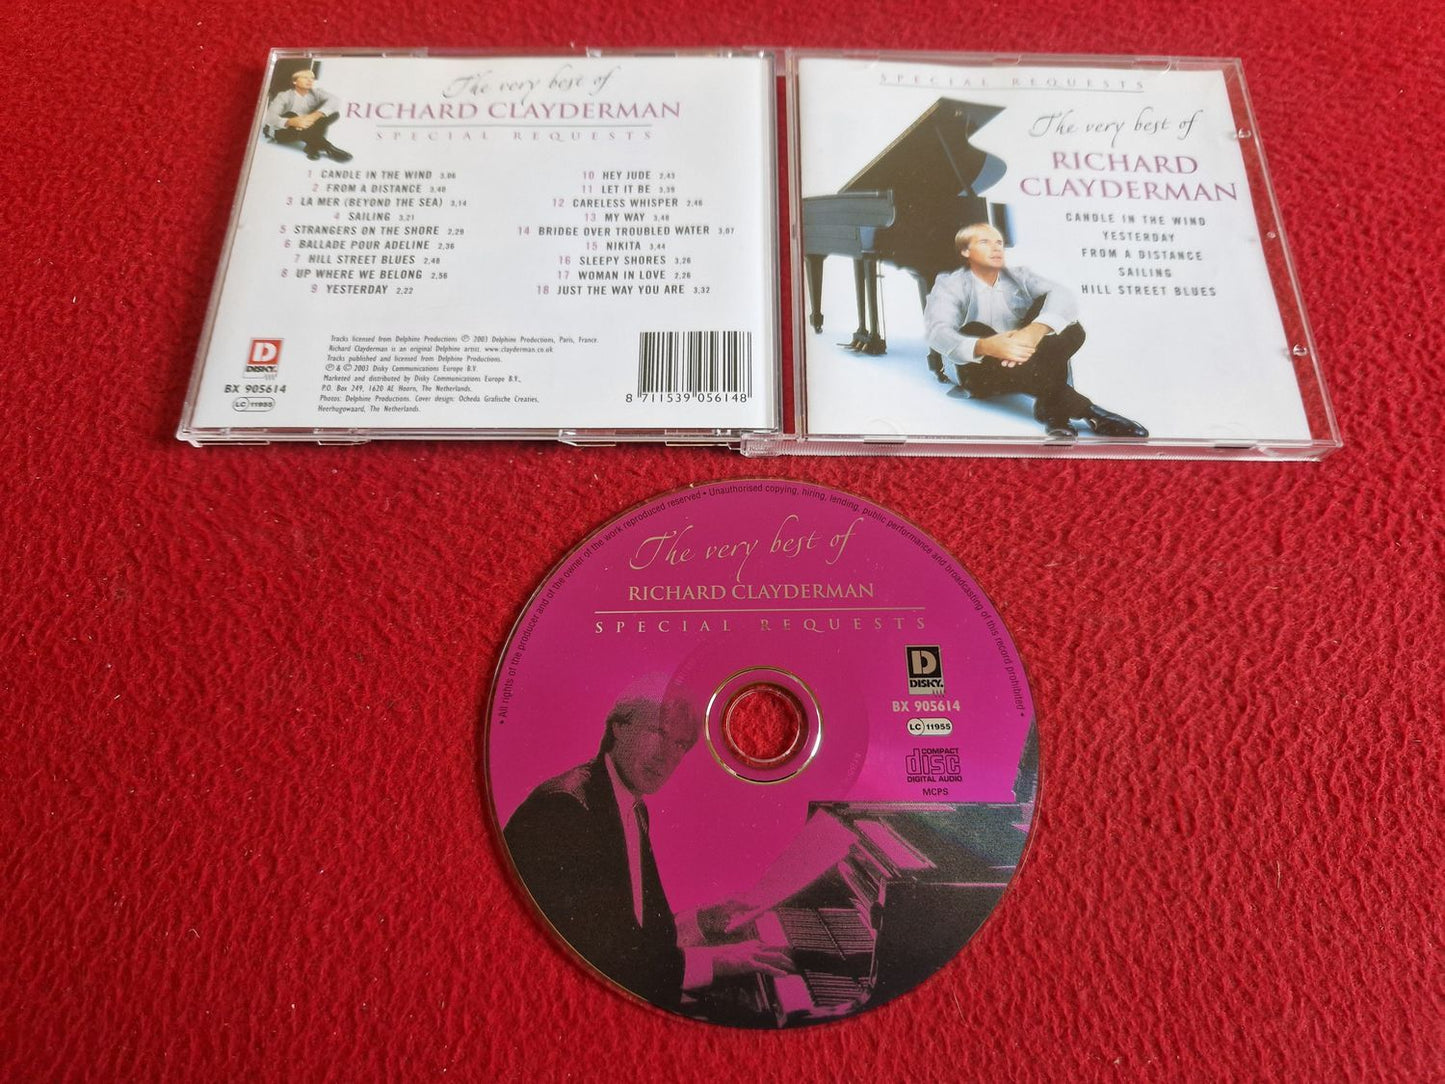 The very best of
RICHARD CLAYDERMAN
SPECIAL REQUESTS
1 CANDLE IN THE WIND 3,06
2 FROM A DISTANCE 3,40
3 LA MER (BEYOND THE SEA) 3,14
4 SAILING 3,21
5 STRANGERS ON THE SHORE 2,29
6 BALLADE POUR ADELINE 2,36
7 HILL STREET BLUES 2,48
8 UP WHERE WE BELONG 2,56
9 YESTERDAY 2,22
10 HEY JUDE 2,43
11 LET IT BE 3,39
12 CARELESS WHISPER 2,46
13 MY WAY 3,48
14 BRIDGE OVER TROUBLED WATER 3,07
15 NIKITA 3,44
16 SLEEPY SHORES 3,26
17 WOMAN IN LOVE 2,26
18 JUST THE WAY YOU ARE 3,32
D
DISKY.
BX 905614
LC 11955
Tracks licensed from Delphine Productions ℗ 2003 Delphine Productions, Paris, France.
Richard Clayderman is an original Delphine artist. www.clayderman.co.uk
Tracks published and licensed from Delphine Productions.
℗ & © 2003 Disky Communications Europe B.V.
Marketed and distributed by Disky Communications Europe B.V.,
P.O. Box 249, 1620 AE Hoorn, The Netherlands.
Photos: Delphine Productions. Cover design: Ocheda Grafische Creaties,
Heerhugowaard, The Netherlands.
8 711539 056148
SPECIAL REQUESTS
The very best of
RICHARD
CLAYDERMAN
CANDLE IN THE WIND
YESTERDAY
FROM A DISTANCE
SAILING
HILL STREET BLUES
• All rights of the producer and of the owner of the work reproduced reserved • Unauthorised copying, hiring, lending, public performance and broadcasting of this record prohibited •
The very best of
RICHARD CLAYDERMAN
SPECIAL REQUESTS
D
DISKY.
BX 905614
LC 11955
COMPACT
disc
DIGITAL AUDIO
MCPS